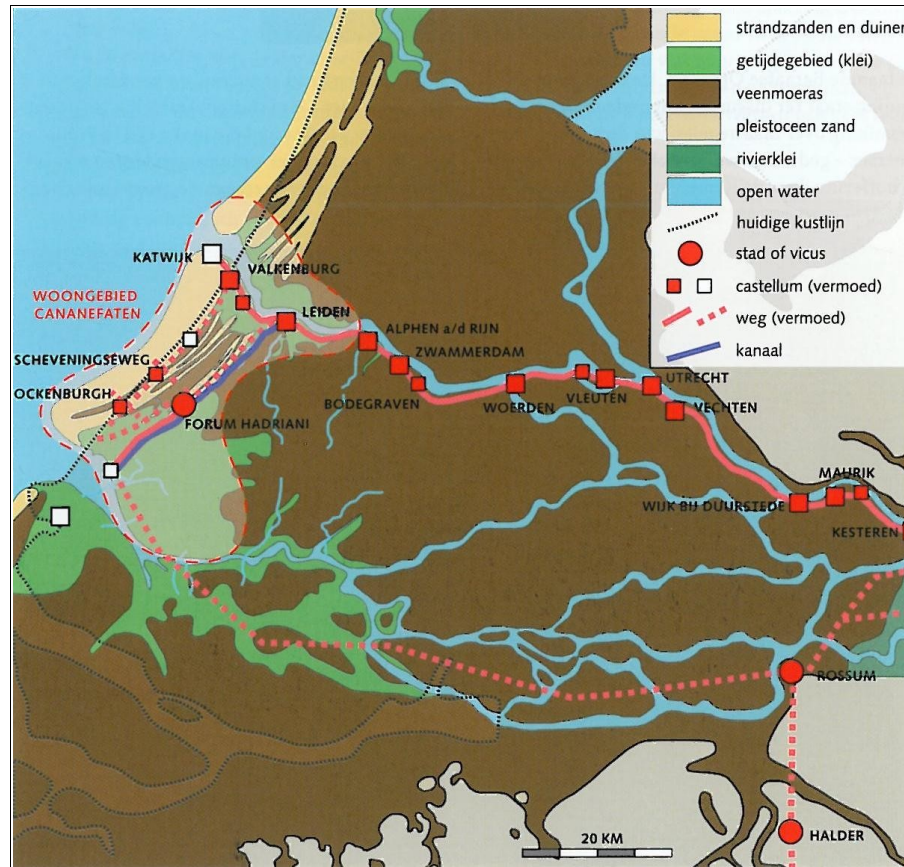 strandzanden en duinen
getijdegebied (klei)
veenmoeras
pleistoceen zand
rivierklei
open water
huidige kustlijn
stad of vicus
castellum (vermoed)
weg (vermoed)
kanaal
KATWIJK
VALKENBURG
WOONGEBIED
CANANEFATEN
LEIDEN
ALPHEN a/d RIJN
SCHEVENINGSEWEG
ZWAMMERDAM
OCKENBURGH
BODEGRAVEN
WOERDEN
VLEUTEN
UTRECHT
VECHTEN
FORUM HADRIANI
MAURIK
WIJK BIJ DUURSTEDE
KESTEREN
ROSSUM
20 KM
HALDER